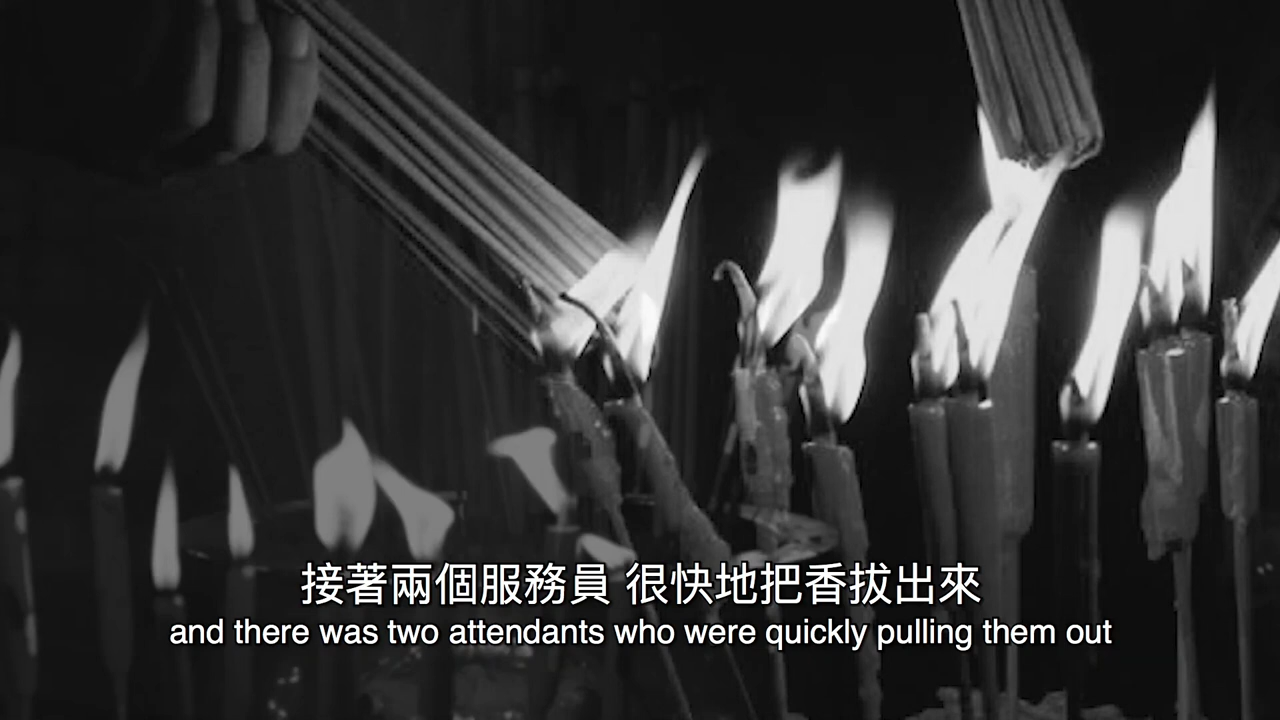 接著兩個服務員 很快地把香拔出來
and there was two attendants who were quickly pulling them out